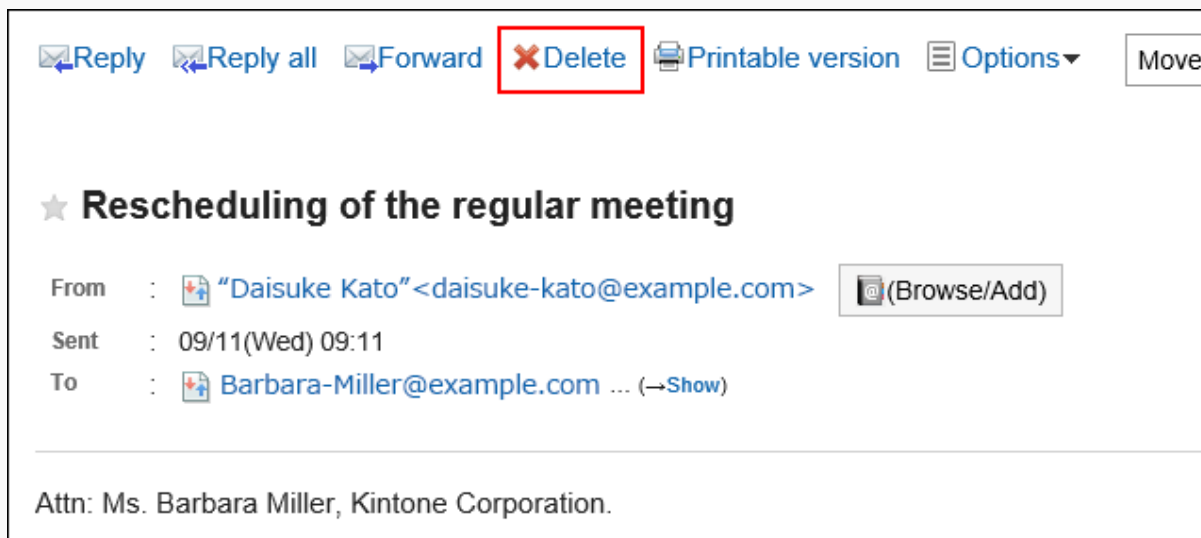 Reply Reply all Forward Delete Printable version Options Move
Rescheduling of the regular meeting
From : “Daisuke Kato”<daisuke-kato@example.com> (Browse/Add)
Sent : 09/11(Wed) 09:11
To : Barbara-Miller@example.com ... (→Show)
Attn: Ms. Barbara Miller, Kintone Corporation.